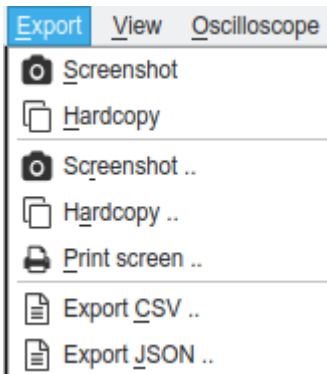 Export View Oscilloscope
Screenshot
Hardcopy
Screenshot ..
Hardcopy ..
Print screen ..
Export CSV ..
Export JSON ..